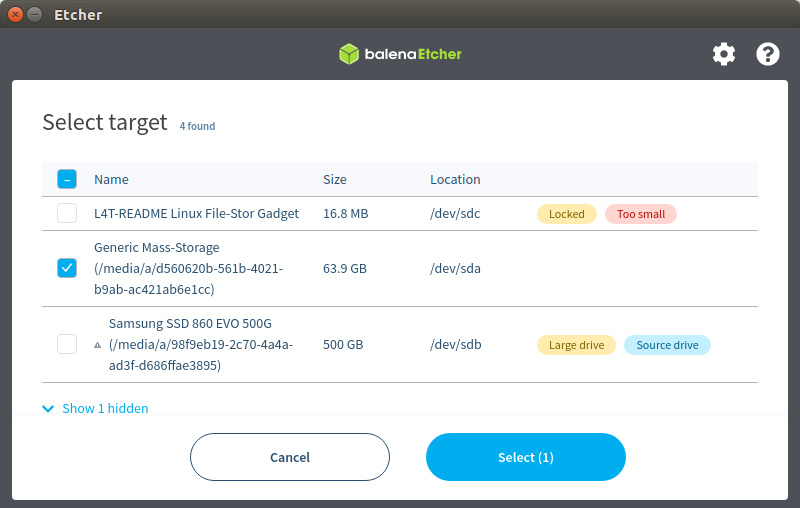 Etcher
balenaEtcher
Select target 4 found
Name Size Location
L4T-README Linux File-Stor Gadget 16.8 MB /dev/sdc Locked Too small
Generic Mass-Storage
(/media/a/d560620b-561b-4021- 63.9 GB /dev/sda
b9ab-ac421ab6e1cc)
Samsung SSD 860 EVO 500G
(/media/a/98f9eb19-2c70-4a4a- 500 GB /dev/sdb Large drive Source drive
ad3f-d686ffae3895)
Show 1 hidden
Cancel Select (1)